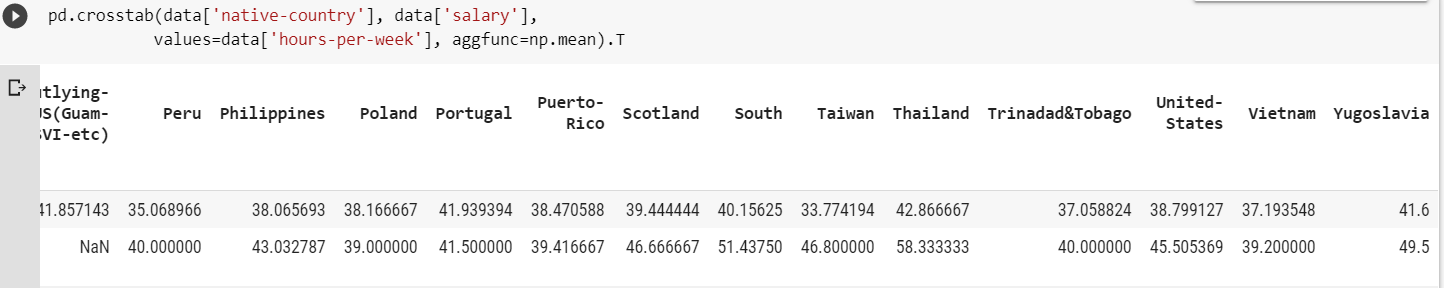 pd.crosstab(data['native-country'], data['salary'],
values=data['hours-per-week'], aggfunc=np.mean).T
Peru Philippines Poland Portugal Puerto-Rico Scotland South Taiwan Thailand Trinadad&Tobago United-States Vietnam Yugoslavia
41.857143 35.068966 38.065693 38.166667 41.939394 38.470588 39.444444 40.15625 33.774194 42.866667 37.058824 38.799127 37.193548 41.6
NaN 40.000000 43.032787 39.000000 41.500000 39.416667 46.666667 51.43750 46.800000 58.333333 40.000000 45.505369 39.200000 49.5